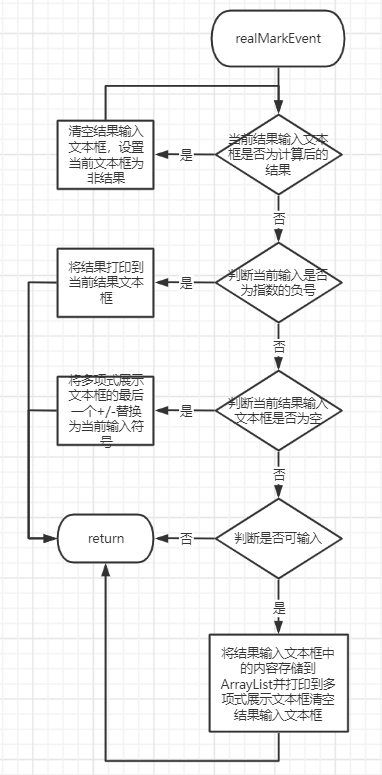 realMarkEvent
清空结果输入
文本框，设置
当前文本框为
非结果
是
当前结果输入文本
框是否为计算后的
结果
否
将结果打印到
当前结果文本
框
是
判断当前输入是否
为指数的负号
否
将多项式展示
文本框的最后
一个+/-替换
为当前输入符
号
是
判断当前结果输入
文本框是否为空
否
return
否
判断是否可输入
是
将结果输入文本框中
的内容存储到
ArrayList并打印到多
项式展示文本框清空
结果输入文本框